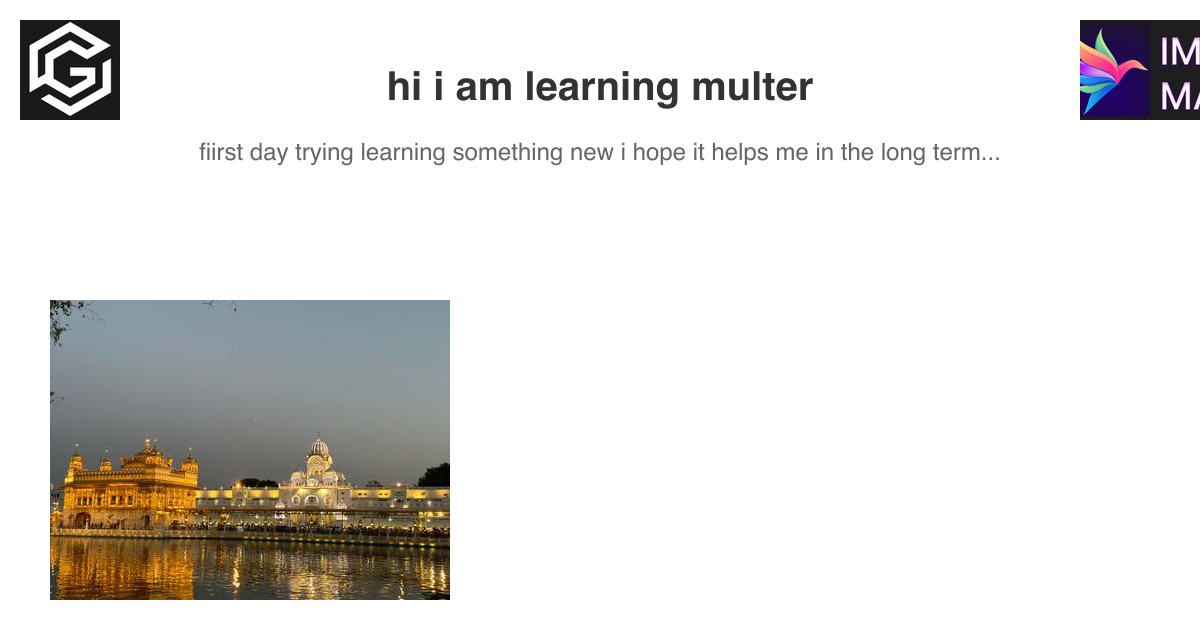 hi i am learning multer
IM
MA
fiirst day trying learning something new i hope it helps me in the long term...